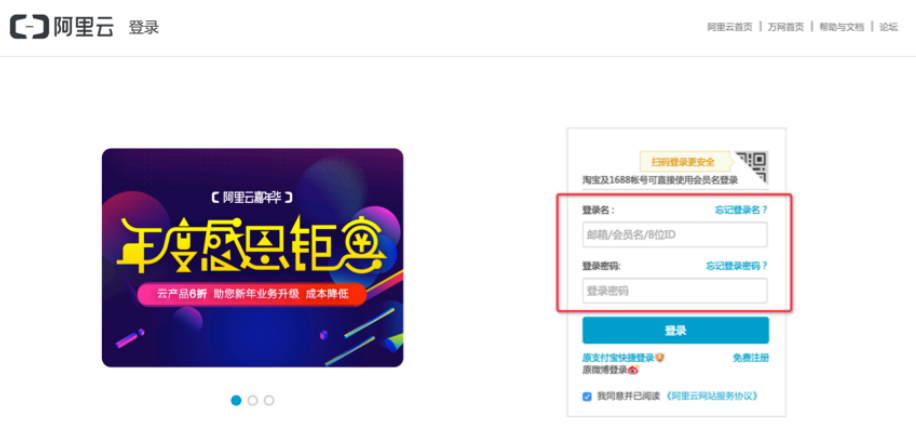 阿里云 登录
阿里云首页 | 万网首页 | 帮助与文档 | 论坛
扫码登录更安全
淘宝及1688帐号可直接使用会员名登录
【阿里云嘉年华】
年度感恩钜惠
云产品6折 助您新年业务升级 成本降低
登录名： 忘记登录名？
邮箱/会员名/8位ID
登录密码: 忘记登录密码？
登录密码
登录
原支付宝快捷登录 免费注册
原微博登录
我同意并已阅读 《阿里云网站服务协议》